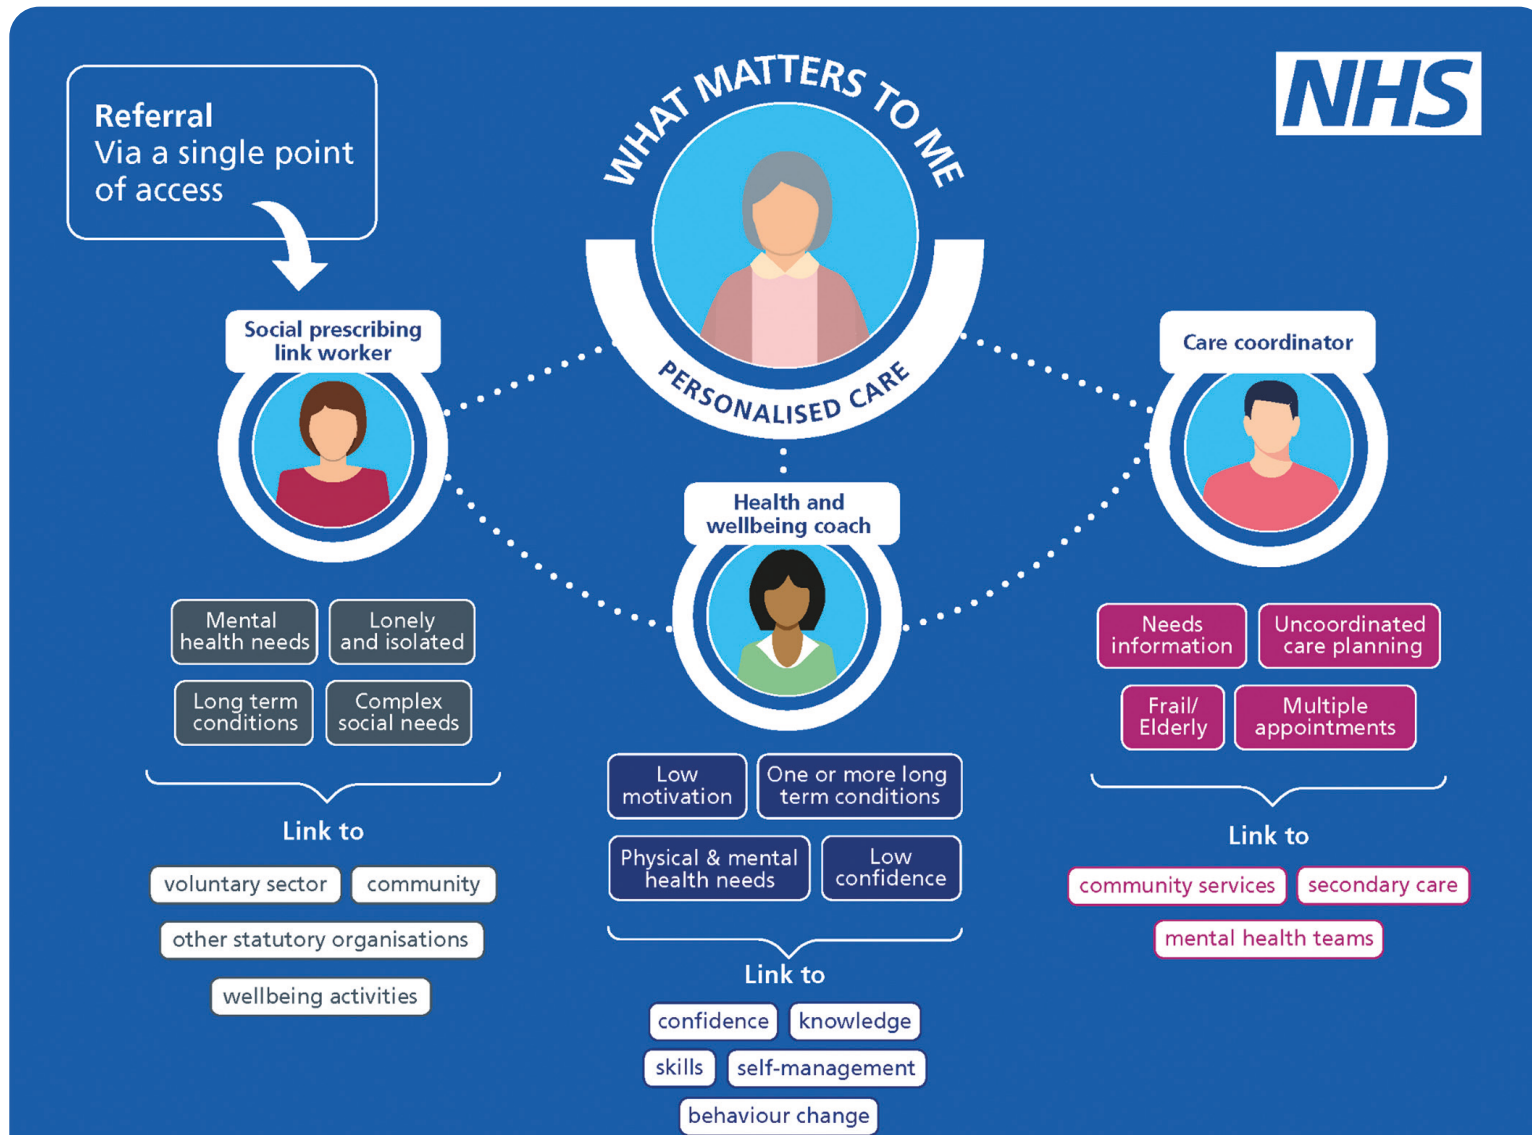 Referral
Via a single point
of access
WHAT MATTERS TO ME
PERSONALISED CARE
NHS
Social prescribing
link worker
Mental
health needs
Lonely
and isolated
Long term
conditions
Complex
social needs
Link to
voluntary sector
community
other statutory organisations
wellbeing activities
Health and
wellbeing coach
Low
motivation
One or more long
term conditions
Physical & mental
health needs
Low
confidence
Link to
confidence
knowledge
skills
self-management
behaviour change
Care coordinator
Needs
information
Uncoordinated
care planning
Frail/
Elderly
Multiple
appointments
Link to
community services
secondary care
mental health teams